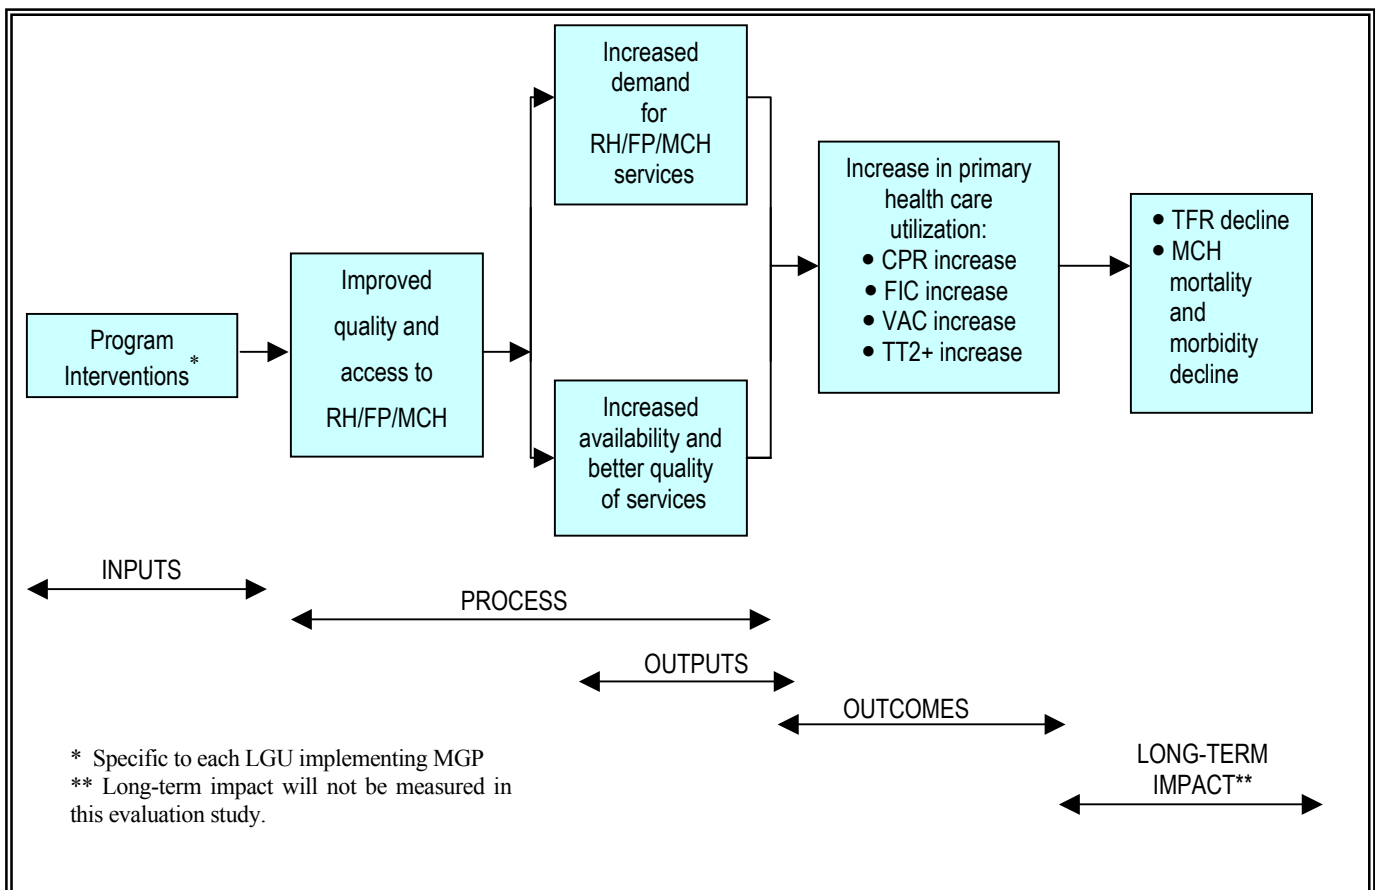 Program
Interventions*
Improved
quality and
access to
RH/FP/MCH
Increased
demand
for
RH/FP/MCH
services
Increased
availability and
better quality
of services
Increase in primary
health care
utilization:
● CPR increase
● FIC increase
● VAC increase
● TT2+ increase
● TFR decline
● MCH
mortality
and
morbidity
decline
INPUTS
PROCESS
OUTPUTS
OUTCOMES
LONG-TERM
IMPACT**
* Specific to each LGU implementing MGP
** Long-term impact will not be measured in
this evaluation study.